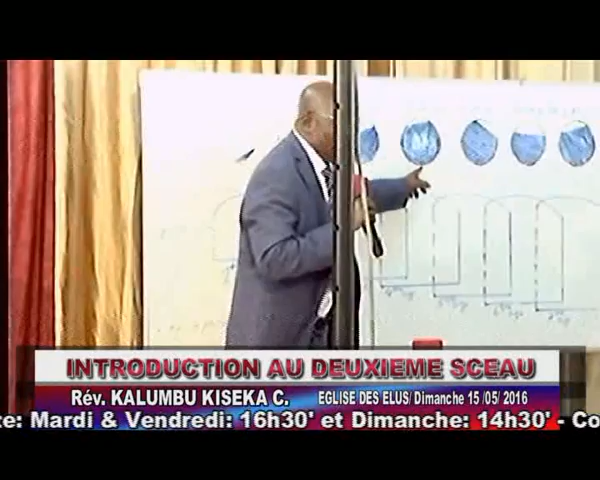 INTRODUCTION AU DEUXIEME SCEAU
Rév. KALUMBU KISEKA C. EGLISE DES ELUS/ Dimanche 15 /05/ 2016
e: Mardi & Vendredi: 16h30' et Dimanche: 14h30' - Co